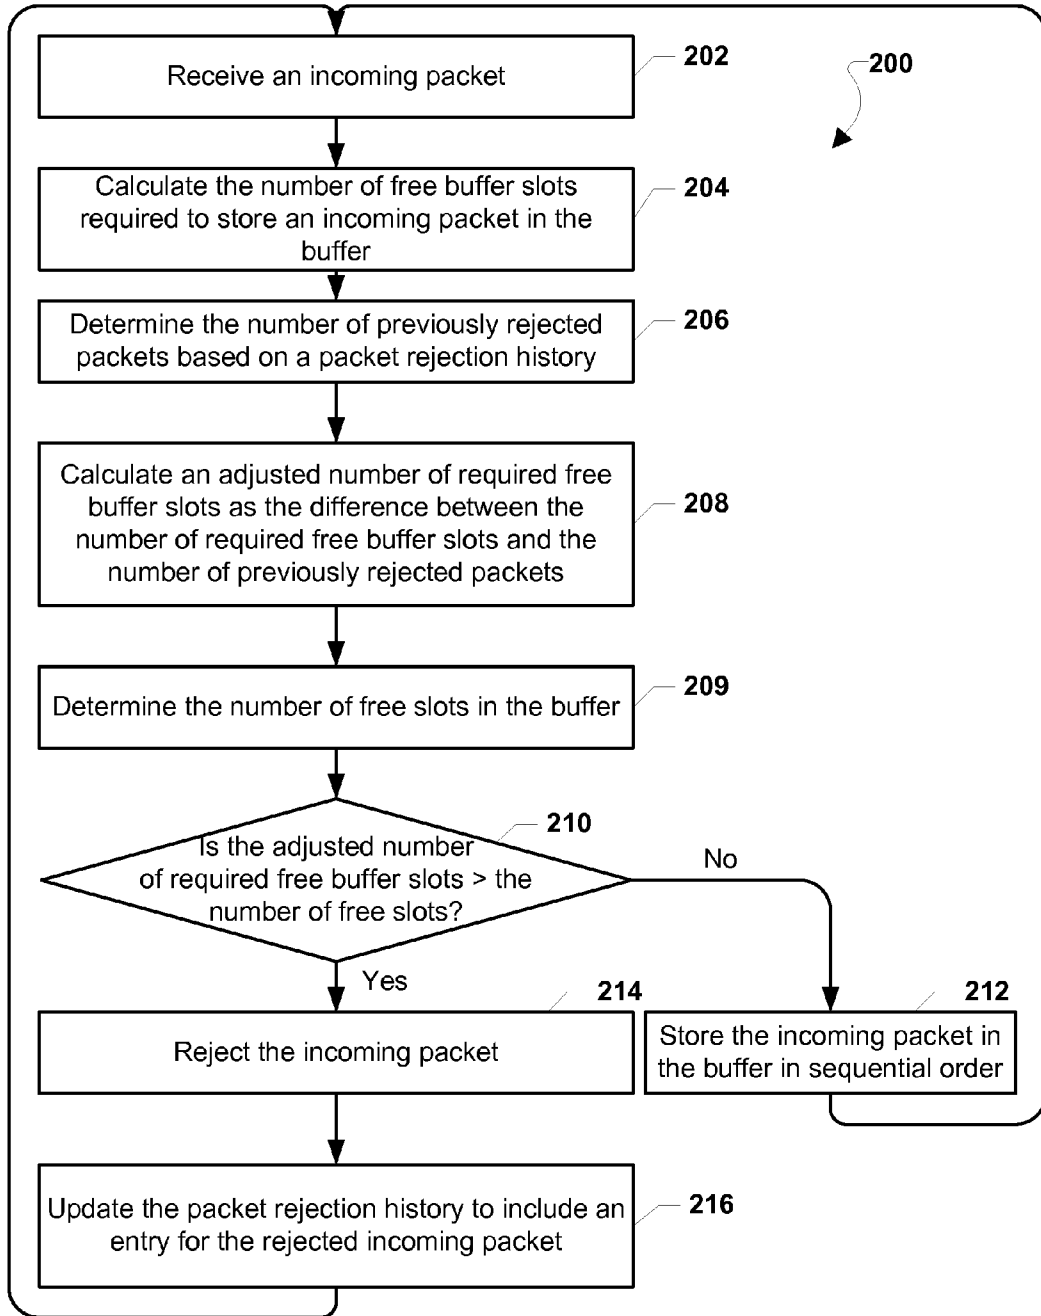 Receive an incoming packet
202
200
Calculate the number of free buffer slots
required to store an incoming packet in the
buffer
204
Determine the number of previously rejected
packets based on a packet rejection history
206
Calculate an adjusted number of required free
buffer slots as the difference between the
number of required free buffer slots and the
number of previously rejected packets
208
Determine the number of free slots in the buffer
209
210
Is the adjusted number
of required free buffer slots > the
number of free slots?
No
Yes
214
Reject the incoming packet
212
Store the incoming packet in
the buffer in sequential order
Update the packet rejection history to include an
entry for the rejected incoming packet
216